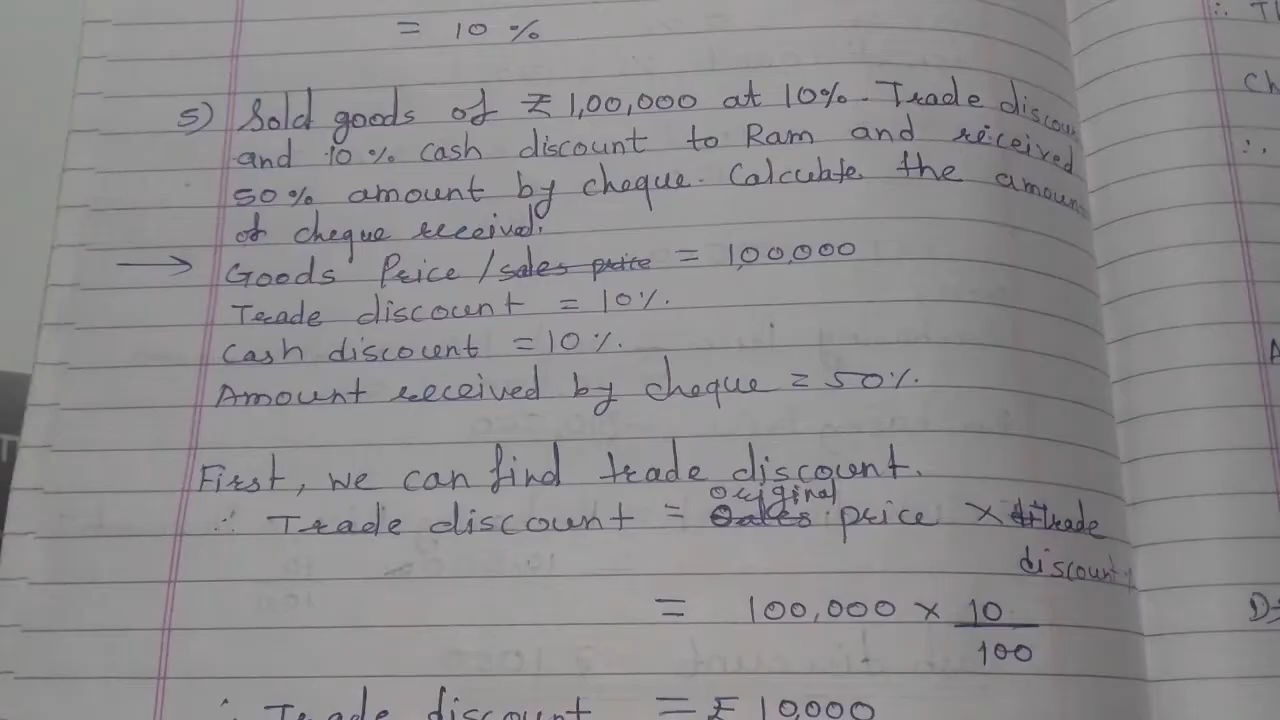 = 10 %
5) Sold goods of ₹ 1,00,000 at 10%. Trade discou
and 10% cash discount to Ram and received
50% amount by cheque. Calculate the amoun
of cheque received.
→ Goods Price / sales price = 1,00,000
Trade discount = 10%.
Cash discount = 10%.
Amount received by cheque = 50%.
First, we can find trade discount.
original
∴ Trade discount = price × trade
discount%
= 100,000 × 10
100
∴ Trade discount = ₹ 10,000